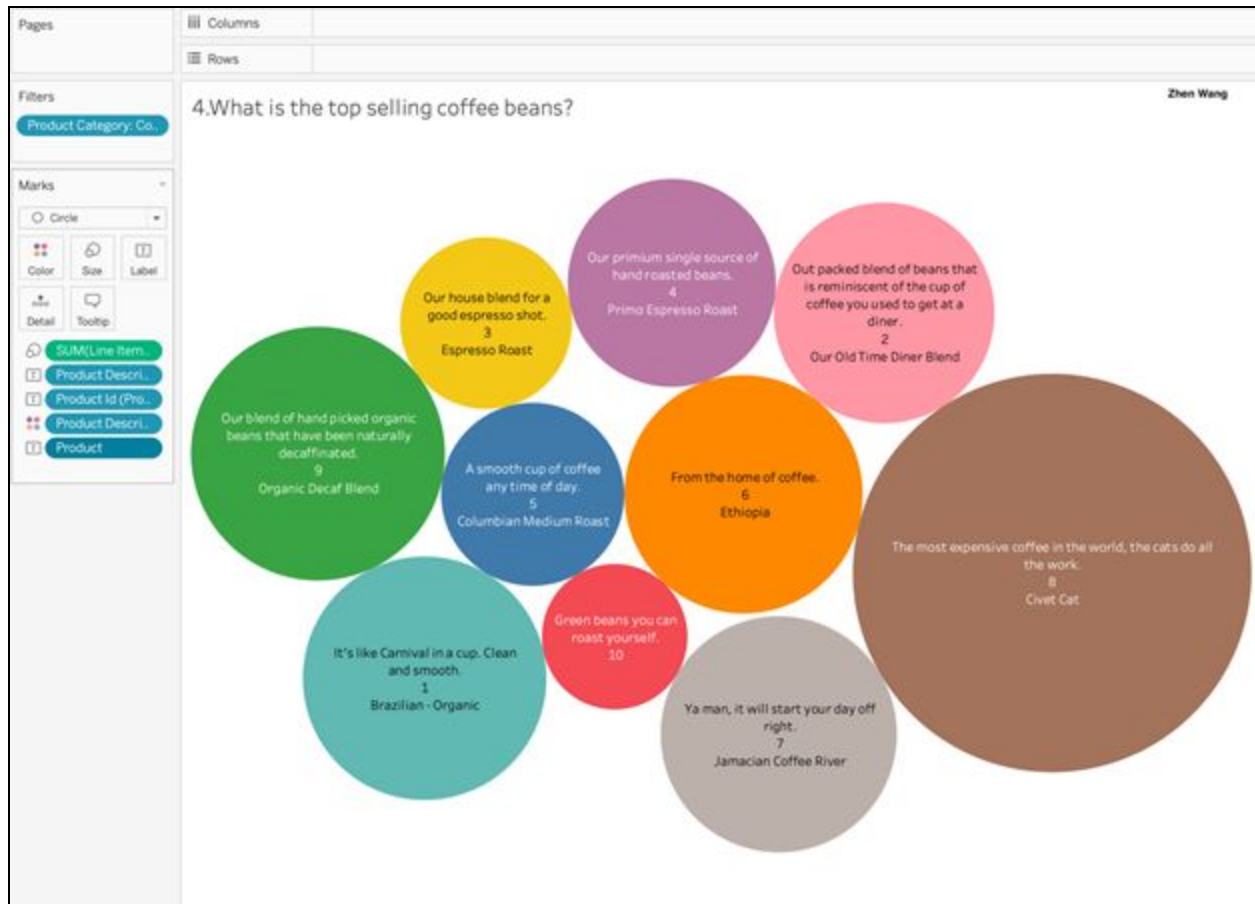 Pages
Columns
Rows
Filters
Product Category: Co..
Marks
Circle
Color
Size
Label
Detail
Tooltip
SUM(Line Item..
Product Descri..
Product Id (Pro..
Product Descri..
Product
4.What is the top selling coffee beans?
Zhen Wang
Our primium single source of
hand roasted beans.
4
Primo Espresso Roast
Out packed blend of beans that
is reminiscent of the cup of
coffee you used to get at a
diner.
2
Our Old Time Diner Blend
Our house blend for a
good espresso shot.
3
Espresso Roast
Our blend of hand picked organic
beans that have been naturally
decaffinated.
9
Organic Decaf Blend
A smooth cup of coffee
any time of day.
5
Columbian Medium Roast
From the home of coffee.
6
Ethiopia
The most expensive coffee in the world, the cats do all
the work.
8
Civet Cat
Green beans you can
roast yourself.
10
It's like Carnival in a cup. Clean
and smooth.
1
Brazilian - Organic
Ya man, it will start your day off
right.
7
Jamacian Coffee River